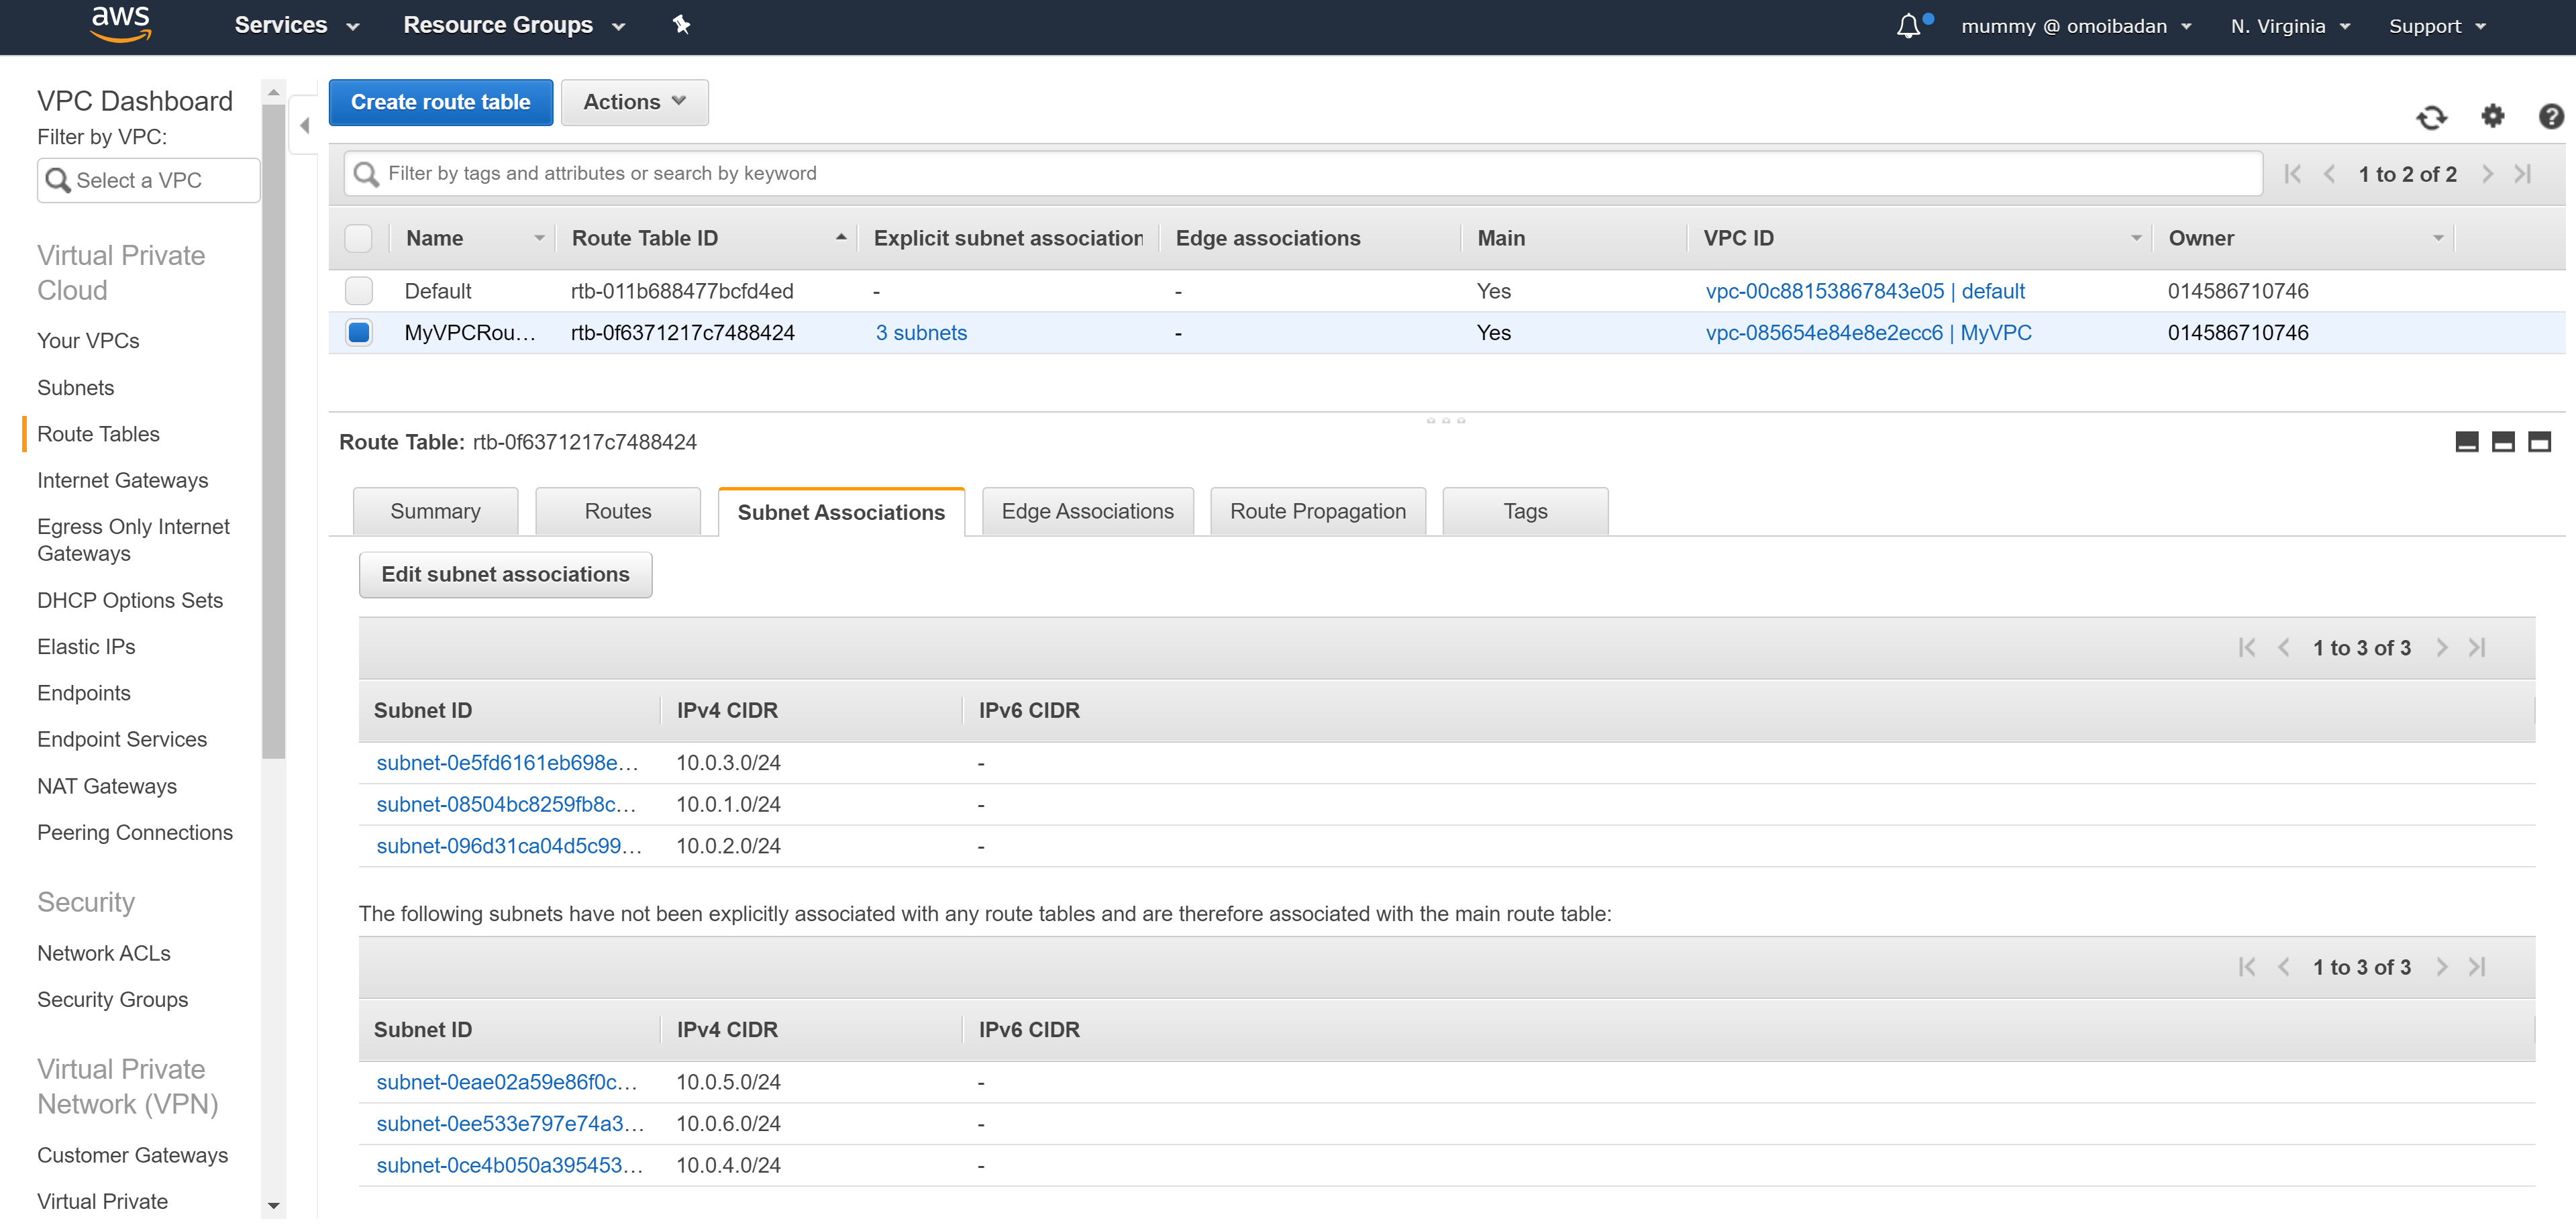 aws Services Resource Groups mummy @ omoibadan N. Virginia Support
VPC Dashboard
Filter by VPC:
Select a VPC
Virtual Private
Cloud
Your VPCs
Subnets
Route Tables
Internet Gateways
Egress Only Internet
Gateways
DHCP Options Sets
Elastic IPs
Endpoints
Endpoint Services
NAT Gateways
Peering Connections
Security
Network ACLs
Security Groups
Virtual Private
Network (VPN)
Customer Gateways
Virtual Private
Create route table Actions
Filter by tags and attributes or search by keyword 1 to 2 of 2
Name Route Table ID Explicit subnet association Edge associations Main VPC ID Owner
Default rtb-011b688477bcfd4ed - - Yes vpc-00c88153867843e05 | default 014586710746
MyVPCRou… rtb-0f6371217c7488424 3 subnets - Yes vpc-085654e84e8e2ecc6 | MyVPC 014586710746
Route Table: rtb-0f6371217c7488424
Summary Routes Subnet Associations Edge Associations Route Propagation Tags
Edit subnet associations
1 to 3 of 3
Subnet ID IPv4 CIDR IPv6 CIDR
subnet-0e5fd6161eb698e… 10.0.3.0/24 -
subnet-08504bc8259fb8c… 10.0.1.0/24 -
subnet-096d31ca04d5c99… 10.0.2.0/24 -
The following subnets have not been explicitly associated with any route tables and are therefore associated with the main route table:
1 to 3 of 3
Subnet ID IPv4 CIDR IPv6 CIDR
subnet-0eae02a59e86f0c… 10.0.5.0/24 -
subnet-0ee533e797e74a3… 10.0.6.0/24 -
subnet-0ce4b050a395453… 10.0.4.0/24 -